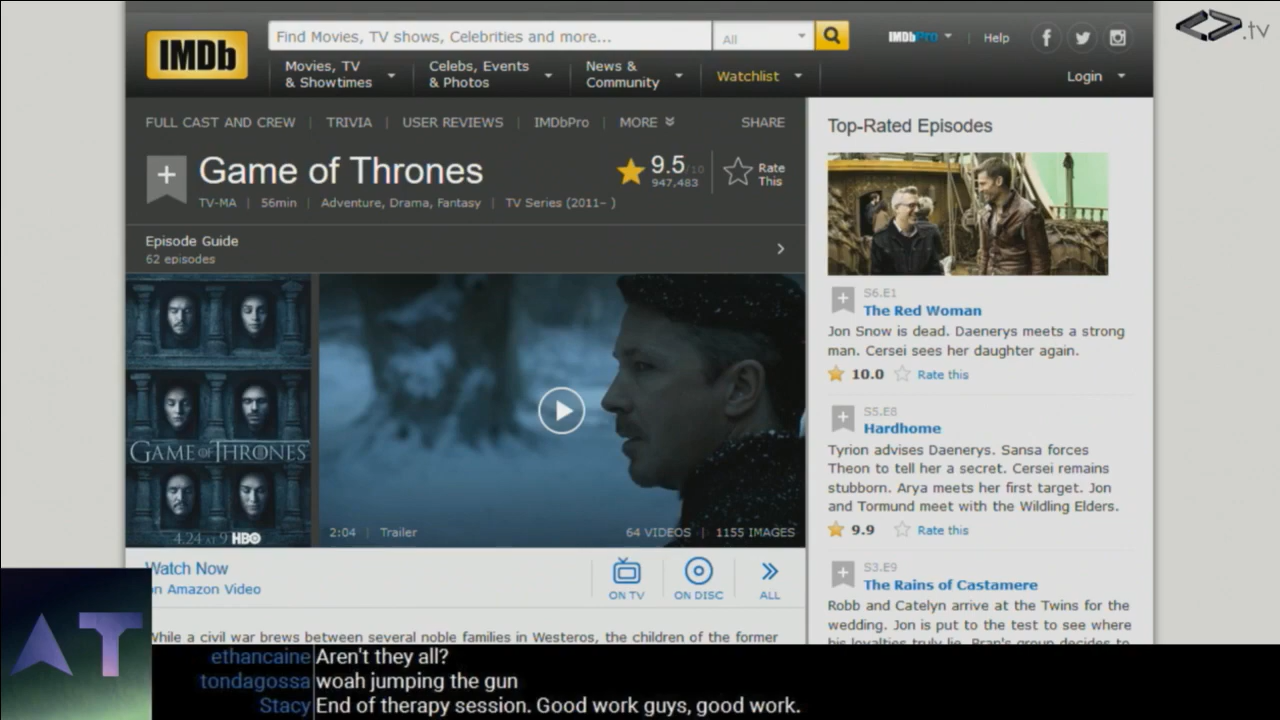 IMDb
Find Movies, TV shows, Celebrities and more...
All
IMDbPro
Help
.tv
Movies, TV
& Showtimes
Celebs, Events
& Photos
News &
Community
Watchlist
Login
FULL CAST AND CREW
TRIVIA
USER REVIEWS
IMDbPro
MORE
SHARE
Game of Thrones
9.5/10
947,483
Rate
This
TV-MA | 56min | Adventure, Drama, Fantasy | TV Series (2011– )
Episode Guide
62 episodes
GAME OF THRONES
4.24 AT 9 HBO
2:04 | Trailer
64 VIDEOS | 1155 IMAGES
Watch Now
on Amazon Video
ON TV
ON DISC
ALL
While a civil war brews between several noble families in Westeros, the children of the former
Top-Rated Episodes
S6.E1
The Red Woman
Jon Snow is dead. Daenerys meets a strong
man. Cersei sees her daughter again.
10.0 Rate this
S5.E8
Hardhome
Tyrion advises Daenerys. Sansa forces
Theon to tell her a secret. Cersei remains
stubborn. Arya meets her first target. Jon
and Tormund meet with the Wildling Elders.
9.9 Rate this
S3.E9
The Rains of Castamere
Robb and Catelyn arrive at the Twins for the
wedding. Jon is put to the test to see where
his loyalties truly lie. Bran's group decides to
AT
ethancaine Aren't they all?
tondagossa woah jumping the gun
Stacy End of therapy session. Good work guys, good work.